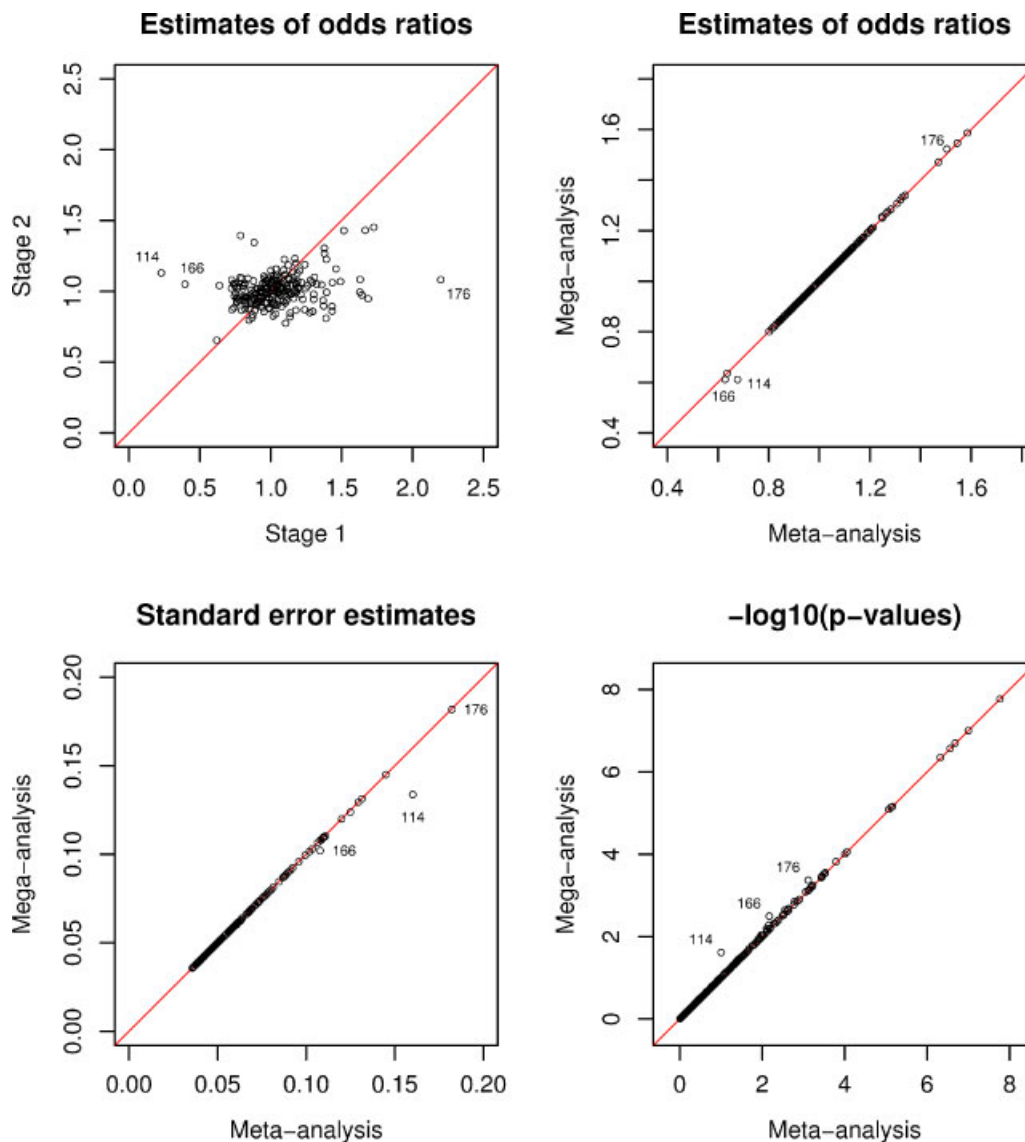 Estimates of odds ratios
Stage 2
0.0 0.5 1.0 1.5 2.0 2.5
114
166
176
0.0 0.5 1.0 1.5 2.0 2.5
Stage 1
Estimates of odds ratios
Mega−analysis
0.4 0.8 1.2 1.6
176
166
114
0.4 0.8 1.2 1.6
Meta−analysis
Standard error estimates
Mega−analysis
0.00 0.05 0.10 0.15 0.20
176
114
166
0.00 0.05 0.10 0.15 0.20
Meta−analysis
−log10(p−values)
Mega−analysis
0 2 4 6 8
176
166
114
0 2 4 6 8
Meta−analysis